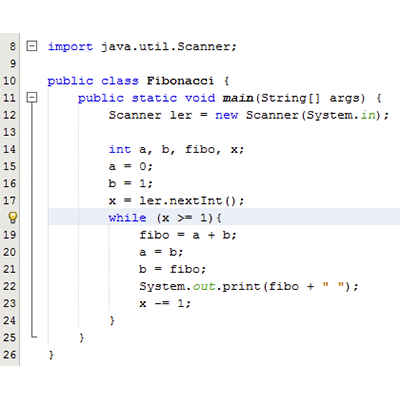 8 import java.util.Scanner;
9
10 public class Fibonacci {
11 public static void main(String[] args) {
12 Scanner ler = new Scanner(System.in);
13
14 int a, b, fibo, x;
15 a = 0;
16 b = 1;
17 x = ler.nextInt();
while (x >= 1){
19 fibo = a + b;
20 a = b;
21 b = fibo;
22 System.out.print(fibo + " ");
23 x -= 1;
24 }
25 }
26 }